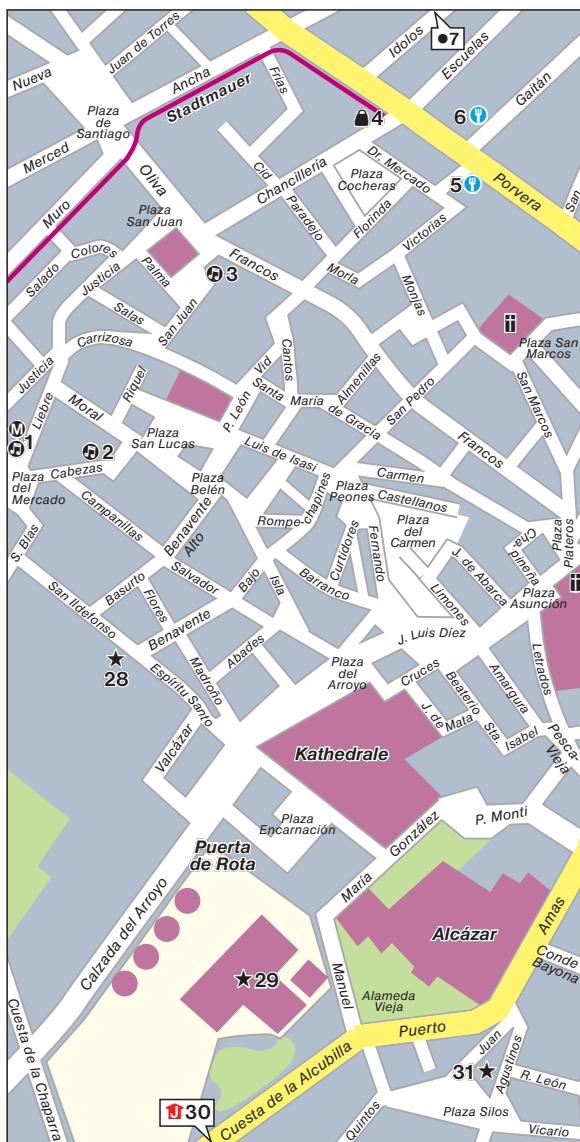 Idolos
7
Escuelas
Gaitán
Juan de Torres
Nueva
Ancha
Frias
Stadtmauer
Plaza
de
Santiago
4
6
Merced
Oliva
Cid
Paradejo
Chancillería
Dr. Mercado
Plaza
Cocheras
5
Porvera
San
Muro
Plaza
San Juan
Florinda
Victorias
Colores
Salado
Justicia
Palma
3
Francos
Morla
Monjas
Salas
San Juan
Carrizosa
Plaza San
Marcos
Justicia
Liebre
Riquel
Vid
Cantos
Almenillas
San Pedro
San Marcos
Moral
P. León
Santa
María
de Gracia
M
1
2
Plaza
San Lucas
Luis de Isasi
Francos
Plaza
del
Mercado
Cabezas
Plaza
Belén
Plaza
Peones
Carmen
Castellanos
Campanillas
Benavente
Alto
Rompe-chapines
Plaza
del
Carmen
Cha-
pineña
Plaza
Plateros
S. Blas
Curtidores
Fernando
J. de Abarca
Basurto
Salvador
Bajo
Isla
Barranco
Limones
Plaza
Asunción
San Ildefonso
Flores
Benavente
J. Luis Díez
Abades
Madroño
28
Espíritu Santo
Plaza
del
Arroyo
Cruces
Beaterio
Amargura
Letrados
J. de
Mata
Sta.
Isabel
Pesca-
Vieja
Valcázar
Kathedrale
Plaza
Encarnación
P. Monti
González
María
Puerta
de Rota
Calzada del Arroyo
Alcázar
Amas
Conde
Bayona
29
Manuel
Alameda
Vieja
Puerto
Cuesta de la Chaparra
Juan
Agustinos
31
R. León
J 30
Cuesta de la Alcubilla
Quintos
Plaza Silos
Vicario